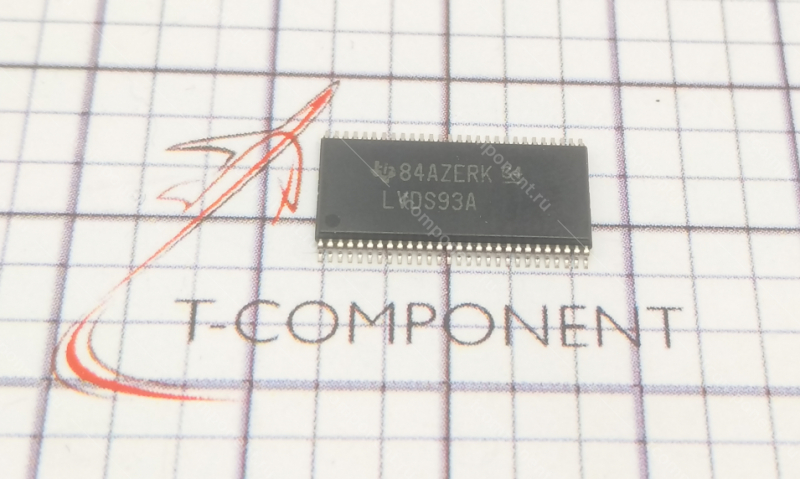 84AZERK
LVDS93A
T-COMPONENT